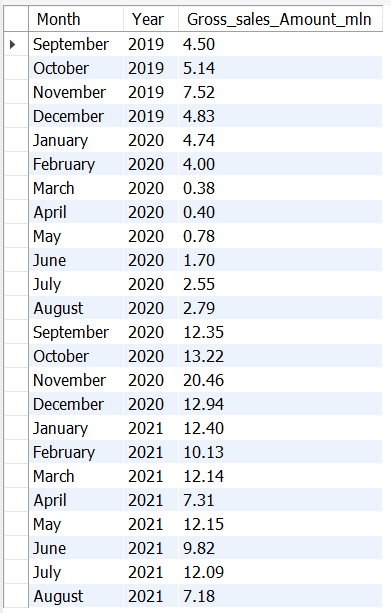 Month Year Gross_sales_Amount_mln
September 2019 4.50
October 2019 5.14
November 2019 7.52
December 2019 4.83
January 2020 4.74
February 2020 4.00
March 2020 0.38
April 2020 0.40
May 2020 0.78
June 2020 1.70
July 2020 2.55
August 2020 2.79
September 2020 12.35
October 2020 13.22
November 2020 20.46
December 2020 12.94
January 2021 12.40
February 2021 10.13
March 2021 12.14
April 2021 7.31
May 2021 12.15
June 2021 9.82
July 2021 12.09
August 2021 7.18